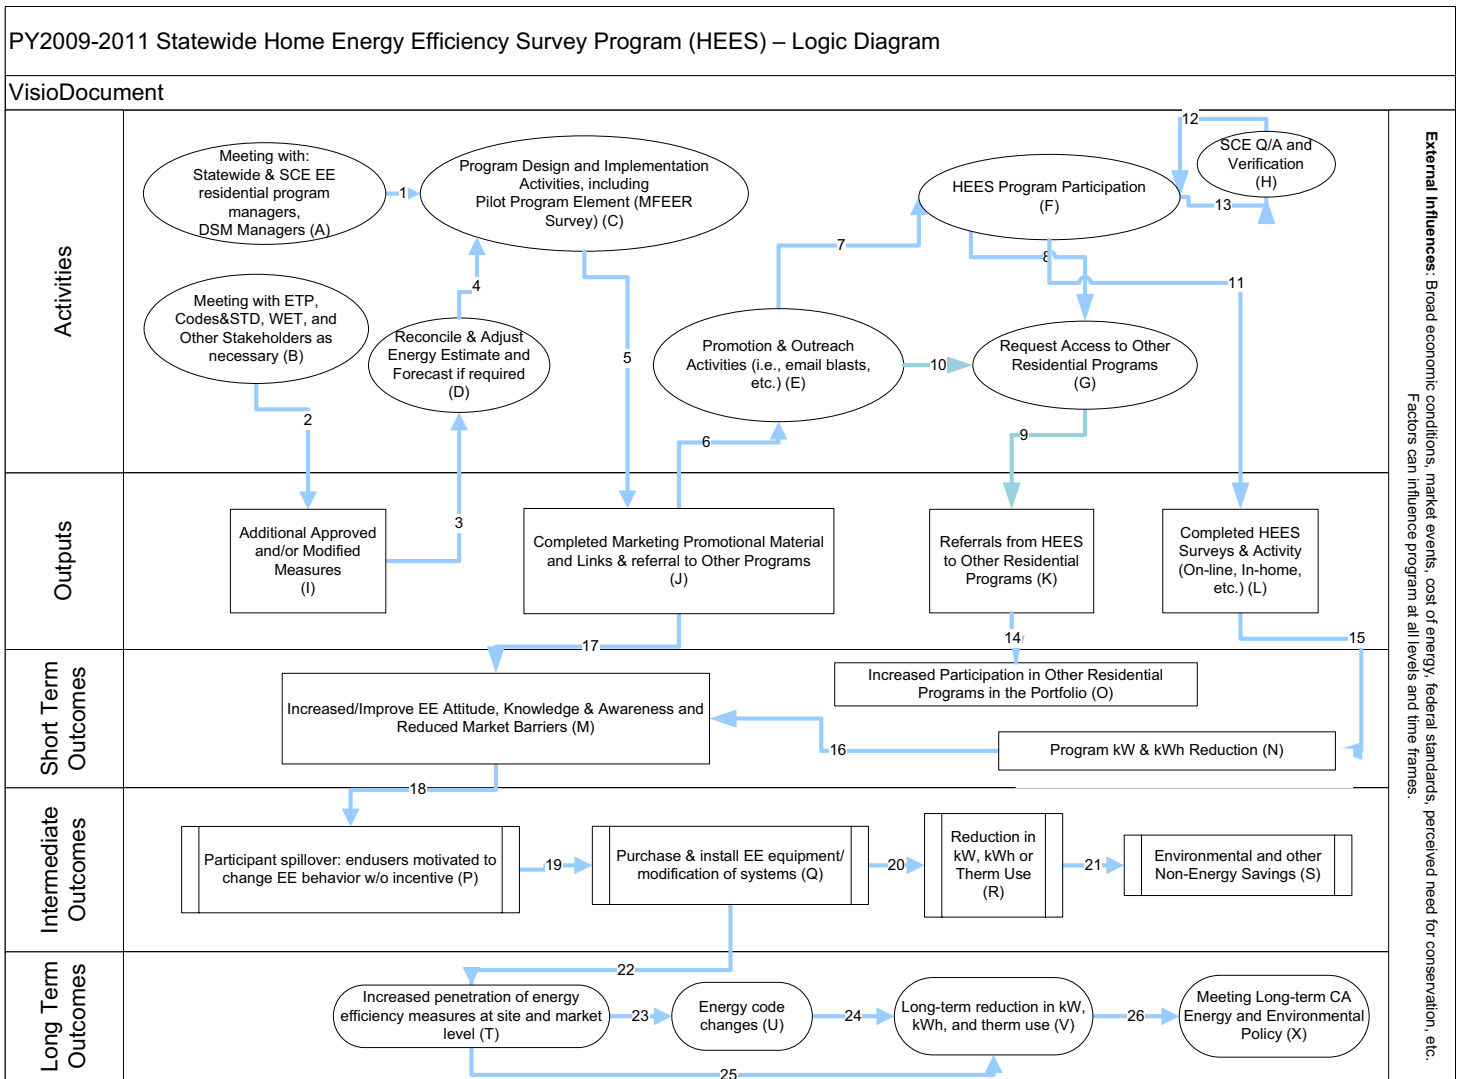 PY2009-2011 Statewide Home Energy Efficiency Survey Program (HEES) – Logic Diagram
VisioDocument
Activities
Meeting with:
Statewide & SCE EE
residential program
managers,
DSM Managers (A)
1
Program Design and Implementation
Activities, including
Pilot Program Element (MFEER
Survey) (C)
HEES Program Participation
(F)
12
SCE Q/A and
Verification
(H)
13
7
8
11
4
Meeting with ETP,
Codes&STD, WET, and
Other Stakeholders as
necessary (B)
Reconcile & Adjust
Energy Estimate and
Forecast if required
(D)
5
Promotion & Outreach
Activities (i.e., email blasts,
etc.) (E)
10
Request Access to Other
Residential Programs
(G)
2
6
9
Outputs
Additional Approved
and/or Modified
Measures
(I)
3
Completed Marketing Promotional Material
and Links & referral to Other Programs
(J)
Referrals from HEES
to Other Residential
Programs (K)
Completed HEES
Surveys & Activity
(On-line, In-home,
etc.) (L)
17
14
15
Short Term
Outcomes
Increased/Improve EE Attitude, Knowledge & Awareness and
Reduced Market Barriers (M)
Increased Participation in Other Residential
Programs in the Portfolio (O)
16
Program kW & kWh Reduction (N)
18
Intermediate
Outcomes
Participant spillover: endusers motivated to
change EE behavior w/o incentive (P)
19
Purchase & install EE equipment/
modification of systems (Q)
20
Reduction in
kW, kWh or
Therm Use
(R)
21
Environmental and other
Non-Energy Savings (S)
22
Long Term
Outcomes
Increased penetration of energy
efficiency measures at site and market
level (T)
23
Energy code
changes (U)
24
Long-term reduction in kW,
kWh, and therm use (V)
26
Meeting Long-term CA
Energy and Environmental
Policy (X)
25
External Influences: Broad economic conditions, market events, cost of energy, federal standards, perceived need for conservation, etc.
Factors can influence program at all levels and time frames.